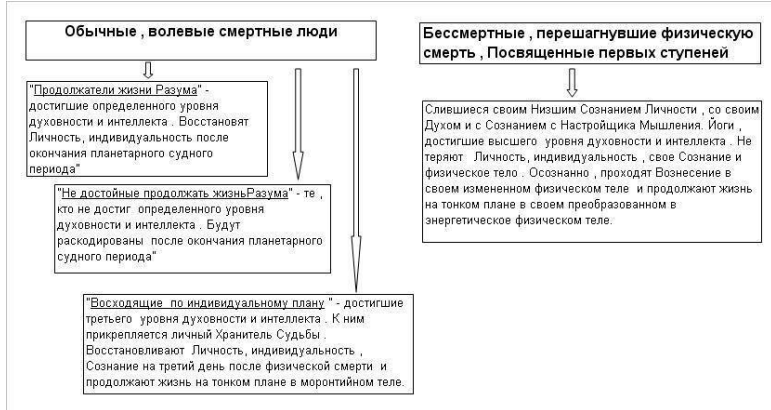 Обычные , волевые смертные люди
"Продолжатели жизни Разума" -
достигшие определенного уровня
духовности и интеллекта . Восстановят
Личность, индивидуальность после
окончания планетарного судного
периода"
"Не достойные продолжать жизньРазума" - те ,
кто не достиг определенного уровня
духовности и интеллекта . Будут
раскодированы после окончания планетарного
судного периода"
"Восходящие по индивидуальному плану " - достигшие
третьего уровня духовности и интеллекта . К ним
прикрепляется личный Хранитель Судьбы .
Восстановливают Личность, индивидуальность ,
Сознание на третий день после физической смерти и
продолжают жизнь на тонком плане в моронтийном теле.
Бессмертные , перешагнувшие физическую
смерть , Посвященные первых ступеней
Слившиеся своим Низшим Сознанием Личности , со своим
Духом и с Сознанием с Настройщика Мышления. Йоги ,
достигшие высшего уровня духовности и интеллекта . Не
теряют Личность, индивидуальность , свое Сознание и
физическое тело . Осознанно , проходят Вознесение в
своем измененном физическом теле и продолжают жизнь
на тонком плане в своем преобразованном в
энергетическое физическом теле.